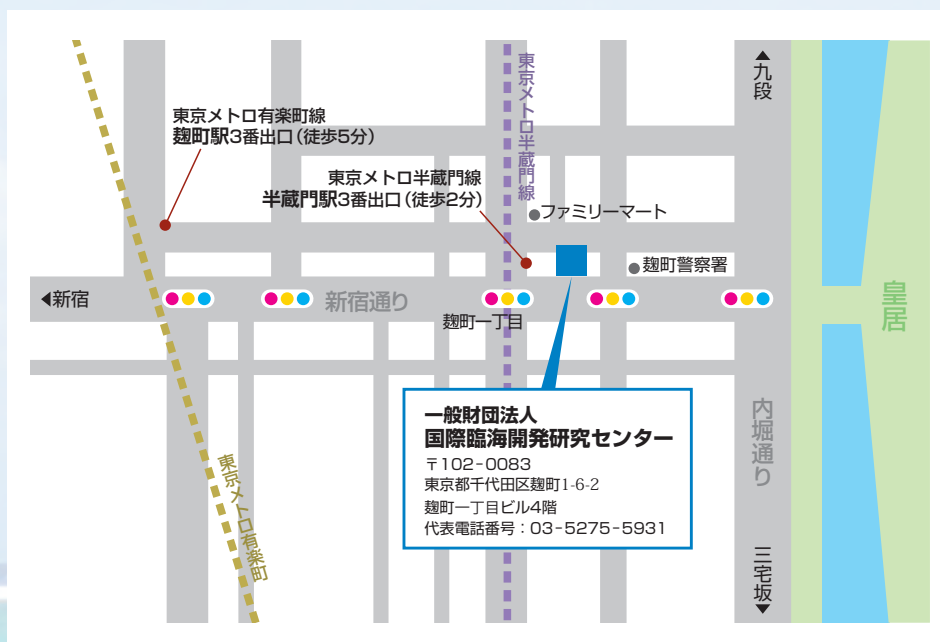 ▲九段
東京メトロ半蔵門線
東京メトロ有楽町線
麹町駅3番出口(徒歩5分)
東京メトロ半蔵門線
半蔵門駅3番出口(徒歩2分)
ファミリーマート
麹町警察署
◀新宿
新宿通り
麹町一丁目
皇居
内堀通り
一般財団法人
国際臨海開発研究センター
〒102-0083
東京都千代田区麹町1-6-2
麹町一丁目ビル4階
代表電話番号：03-5275-5931
東京メトロ有楽町
三宅坂▼